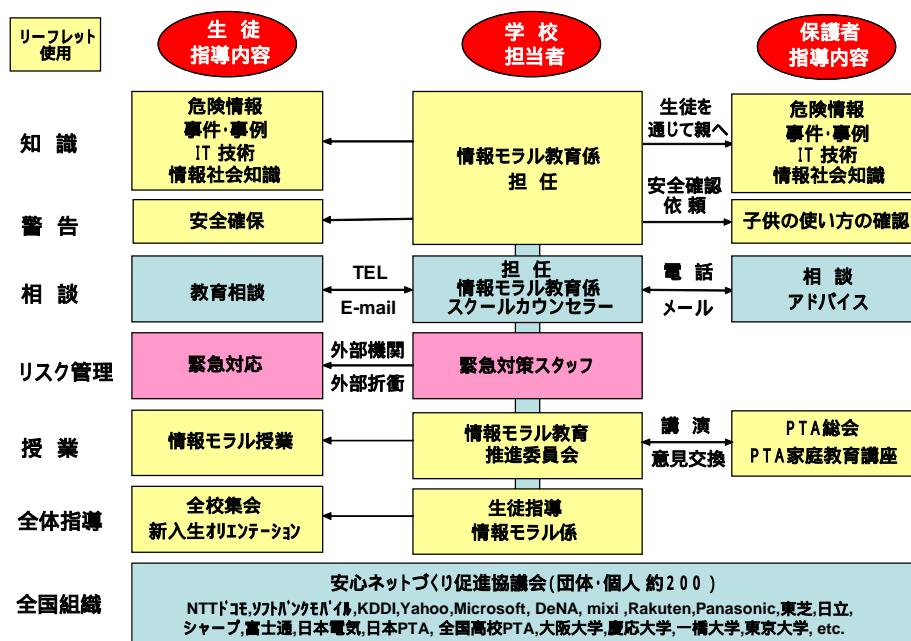 リーフレット
使用
生 徒
指導内容
学 校
担当者
保護者
指導内容
知 識
危険情報
事件・事例
IT 技術
情報社会知識
情報モラル教育係
担 任
生徒を
通じて親へ
危険情報
事件・事例
IT 技術
情報社会知識
警 告
安全確保
安全確認
依 頼
子供の使い方の確認
相 談
教育相談
TEL
E-mail
担 任
情報モラル教育係
スクールカウンセラー
電 話
メール
相 談
アドバイス
リスク管理
緊急対応
外部機関
外部折衝
緊急対策スタッフ
授 業
情報モラル授業
情報モラル教育
推進委員会
講 演
意見交換
PTA総会
PTA家庭教育講座
全体指導
全校集会
新入生オリエンテーション
生徒指導
情報モラル係
全国組織
安心ネットづくり促進協議会(団体・個人 約200)
NTTドコモ,ソフトバンクモバイル,KDDI,Yahoo,Microsoft, DeNA, mixi ,Rakuten,Panasonic,東芝,日立,
シャープ,富士通,日本電気,日本PTA, 全国高校PTA,大阪大学,慶応大学,一橋大学,東京大学, etc.